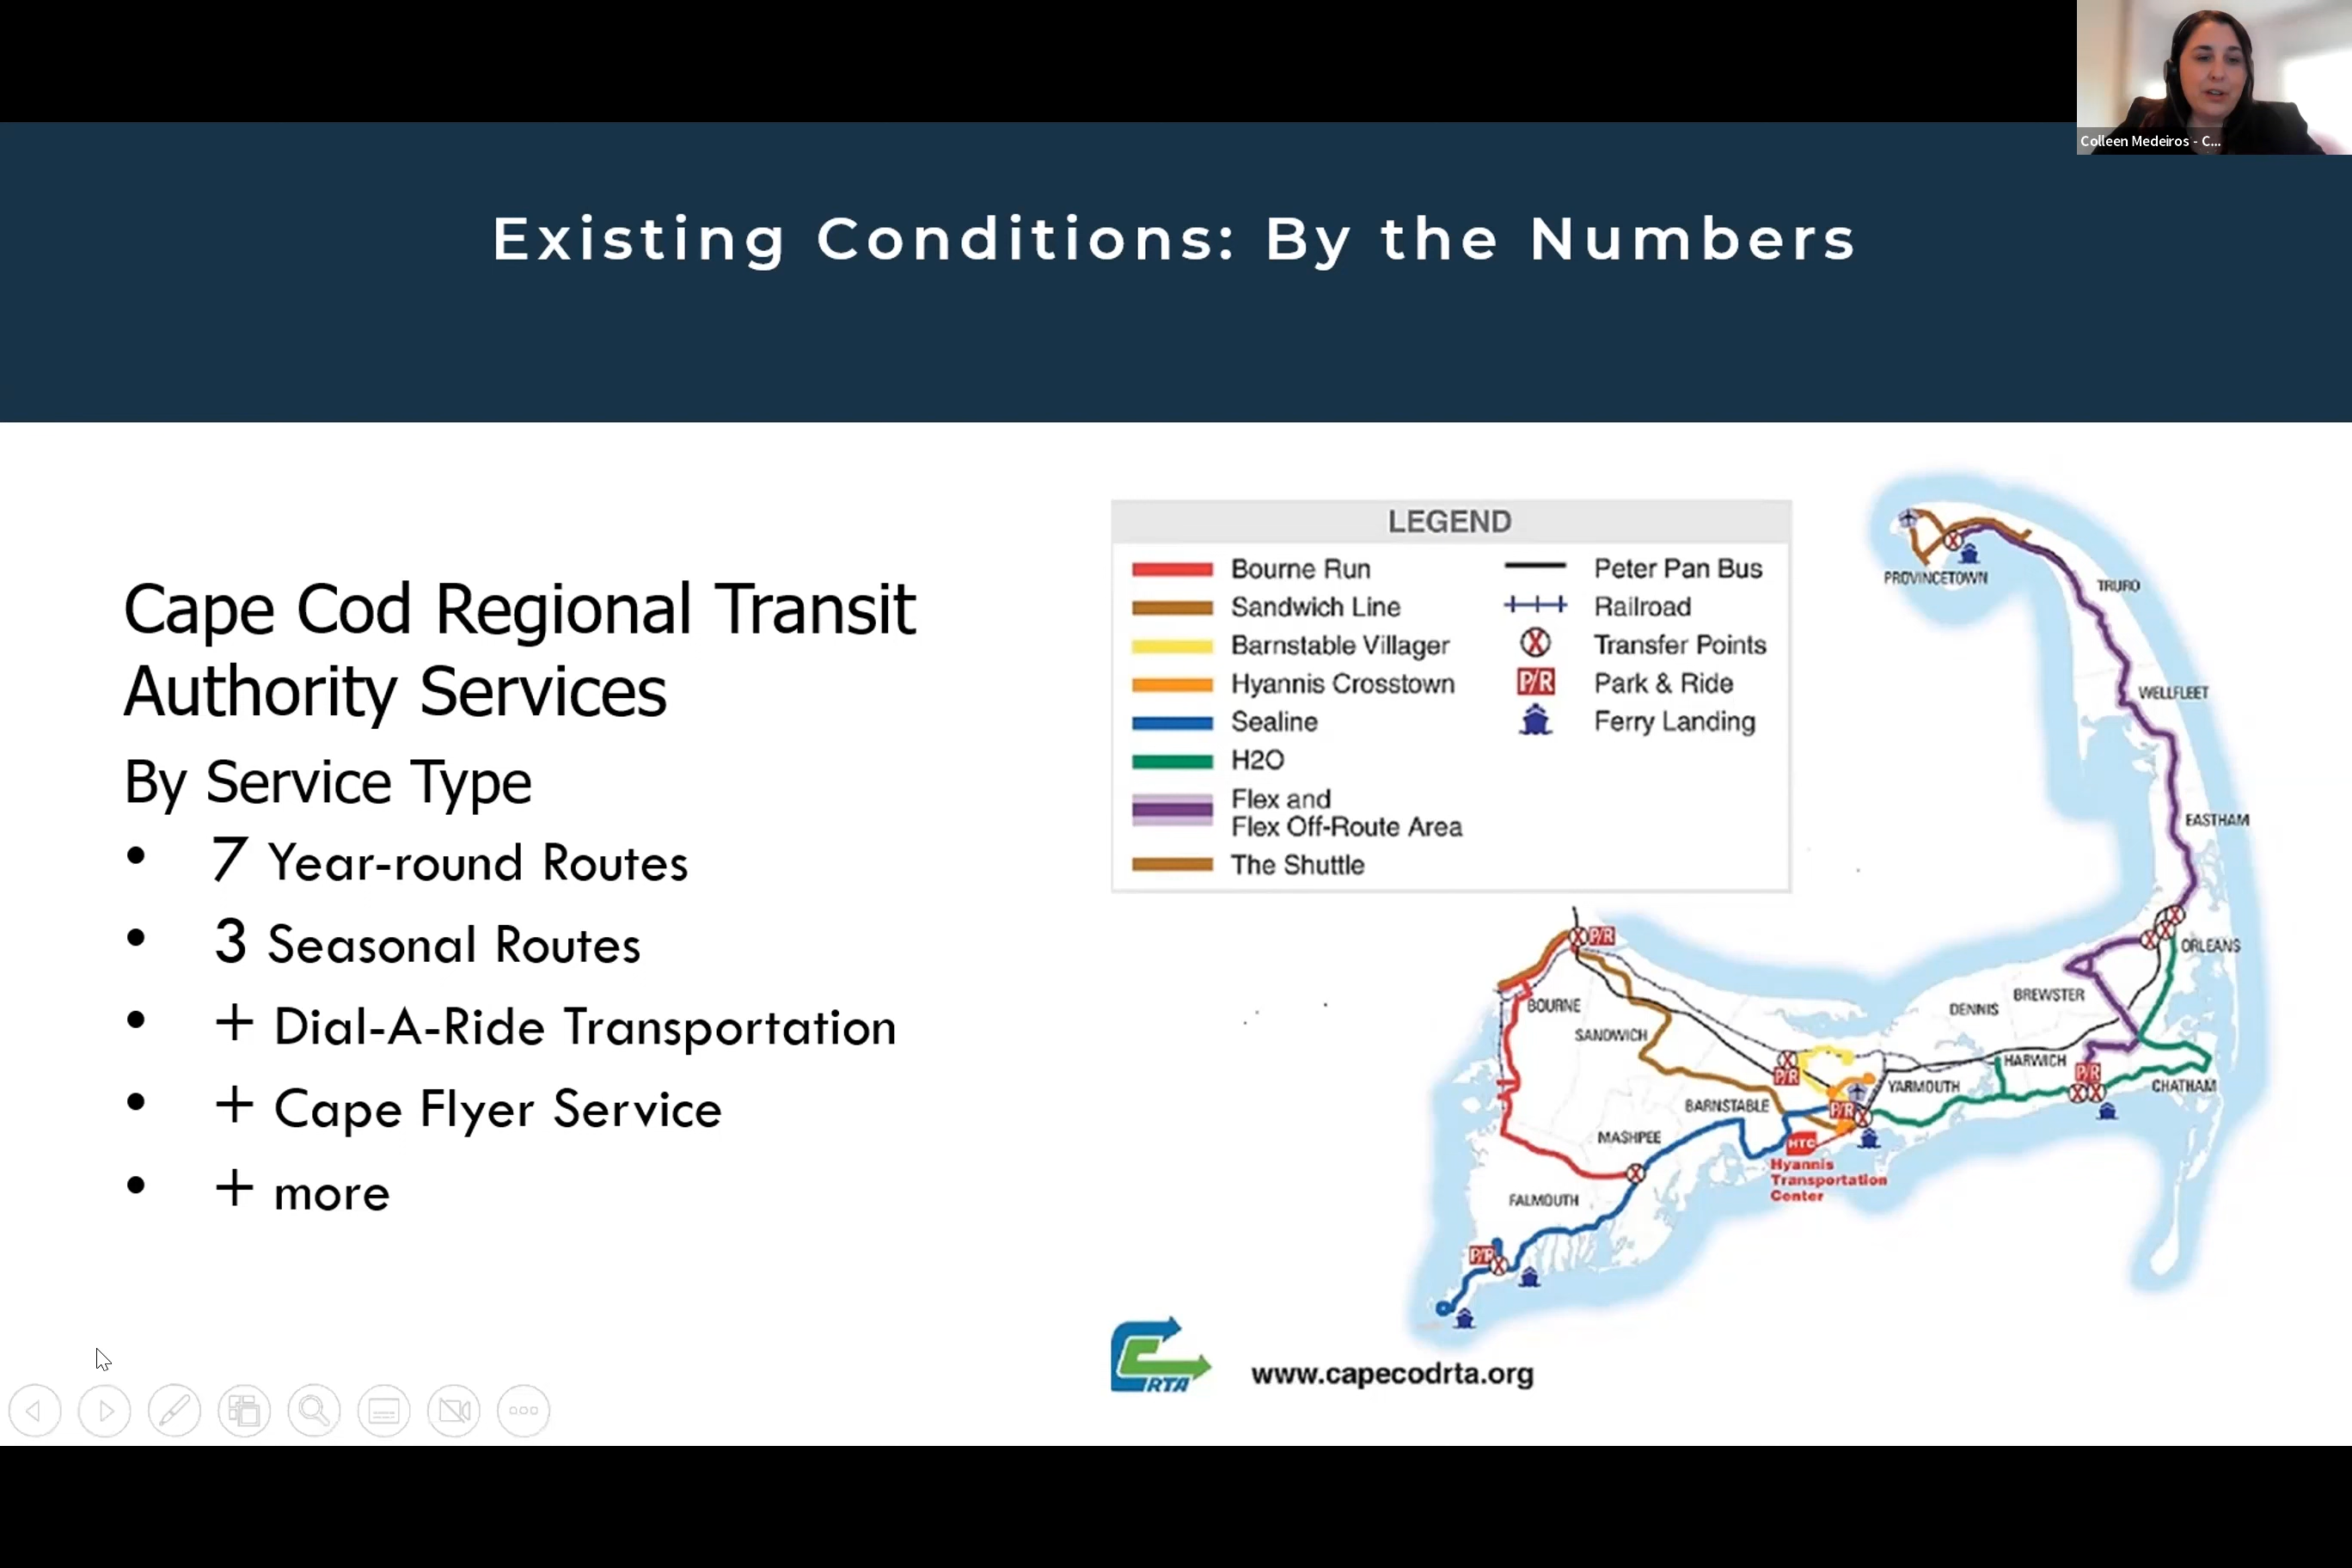 Colleen Medeiros - C...
Existing Conditions: By the Numbers
Cape Cod Regional Transit
Authority Services
By Service Type
• 7 Year-round Routes
• 3 Seasonal Routes
• + Dial-A-Ride Transportation
• + Cape Flyer Service
• + more
LEGEND
Bourne Run
Sandwich Line
Barnstable Villager
Hyannis Crosstown
Sealine
H2O
Flex and
Flex Off-Route Area
The Shuttle
Peter Pan Bus
Railroad
X Transfer Points
P/R Park & Ride
Ferry Landing
PROVINCETOWN
TRURO
WELLFLEET
EASTHAM
X
X
X
ORLEANS
X P/R
BOURNE
SANDWICH
DENNIS
BREWSTER
X
P/R
HARWICH
P/R
X X
YARMOUTH
CHATHAM
BARNSTABLE
P/R
X
MASHPEE
HTC
Hyannis
Transportation
Center
X
FALMOUTH
P/R
X
X
RTA
www.capecodrta.org